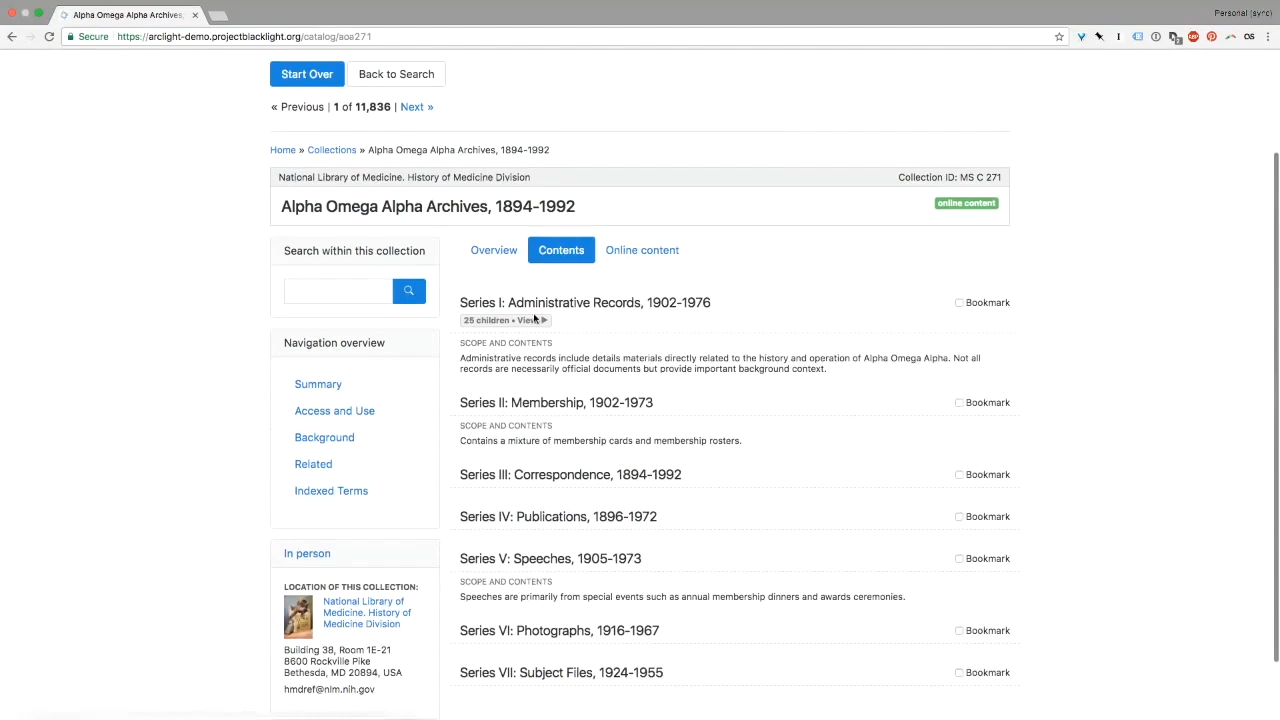 Alpha Omega Alpha Archives,
Personal (sync)
Secure
https://arclight-demo.projectblacklight.org/catalog/aoa271
Start Over
Back to Search
« Previous | 1 of 11,836 | Next »
Home » Collections » Alpha Omega Alpha Archives, 1894-1992
National Library of Medicine. History of Medicine Division
Collection ID: MS C 271
Alpha Omega Alpha Archives, 1894-1992
online content
Search within this collection
Navigation overview
Summary
Access and Use
Background
Related
Indexed Terms
In person
LOCATION OF THIS COLLECTION:
National Library of
Medicine. History of
Medicine Division
Building 38, Room 1E-21
8600 Rockville Pike
Bethesda, MD 20894, USA
hmdref@nlm.nih.gov
Overview
Contents
Online content
Series I: Administrative Records, 1902-1976
Bookmark
25 children • View
SCOPE AND CONTENTS
Administrative records include details materials directly related to the history and operation of Alpha Omega Alpha. Not all
records are necessarily official documents but provide important background context.
Series II: Membership, 1902-1973
Bookmark
SCOPE AND CONTENTS
Contains a mixture of membership cards and membership rosters.
Series III: Correspondence, 1894-1992
Bookmark
Series IV: Publications, 1896-1972
Bookmark
Series V: Speeches, 1905-1973
Bookmark
SCOPE AND CONTENTS
Speeches are primarily from special events such as annual membership dinners and awards ceremonies.
Series VI: Photographs, 1916-1967
Bookmark
Series VII: Subject Files, 1924-1955
Bookmark